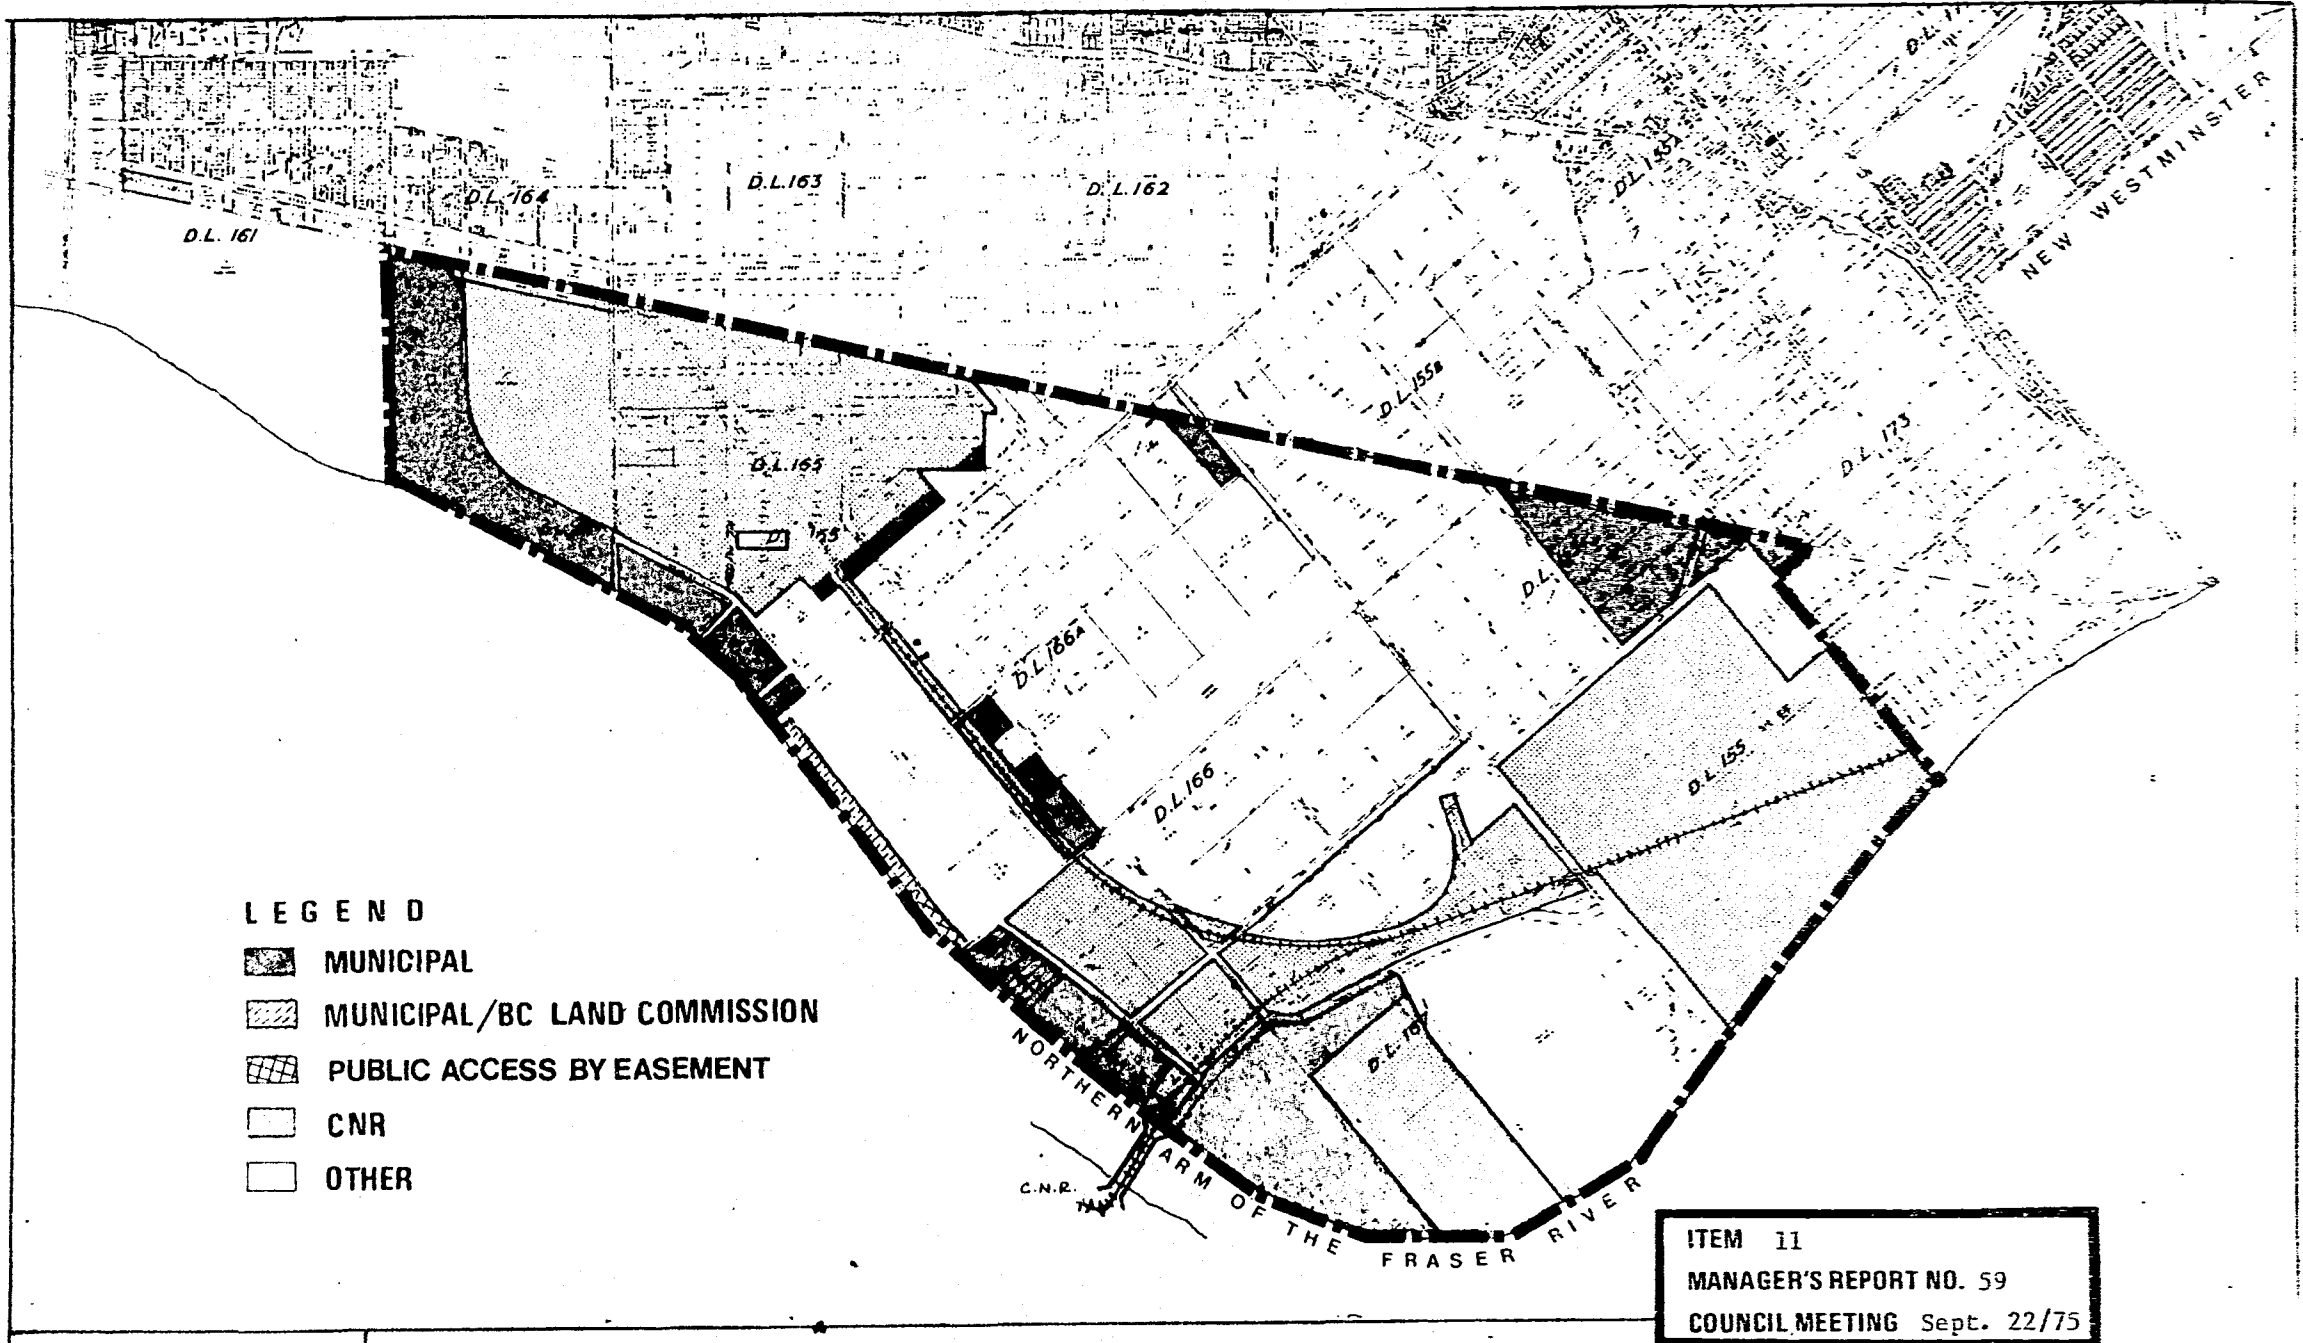 D.L.
NEW WESTMINSTER
D.L. 164
D.L. 163
D.L. 162
D.L. 161
D.L. 155B
D.L. 173
D.L. 165
D.L. 166A
D.L.
D.L. 166
D.L. 155
D.L. 167
LEGEND
MUNICIPAL
MUNICIPAL/BC LAND COMMISSION
PUBLIC ACCESS BY EASEMENT
CNR
OTHER
NORTHERN ARM OF THE FRASER RIVER
C.N.R.
ITEM 11
MANAGER'S REPORT NO. 59
COUNCIL MEETING Sept. 22/75